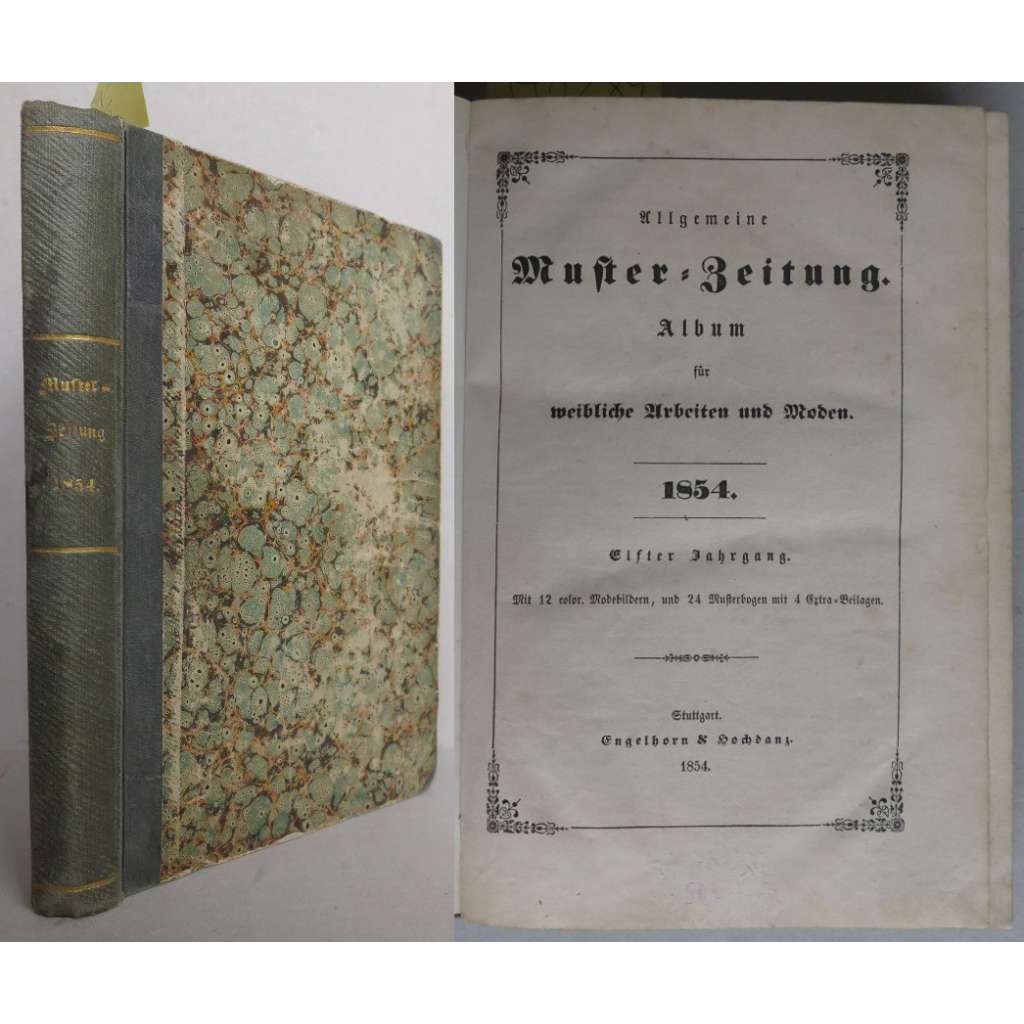 Muster-
Zeitung
1854.
Allgemeine
Muſter-Zeitung.
Album
für
weibliche Arbeiten und Moden.
1854.
Elfter Jahrgang.
Mit 12 color. Modebildern, und 24 Muſterbogen mit 4 Extra-Beilagen.
Stuttgart.
Engelhorn & Hochdanz.
1854.